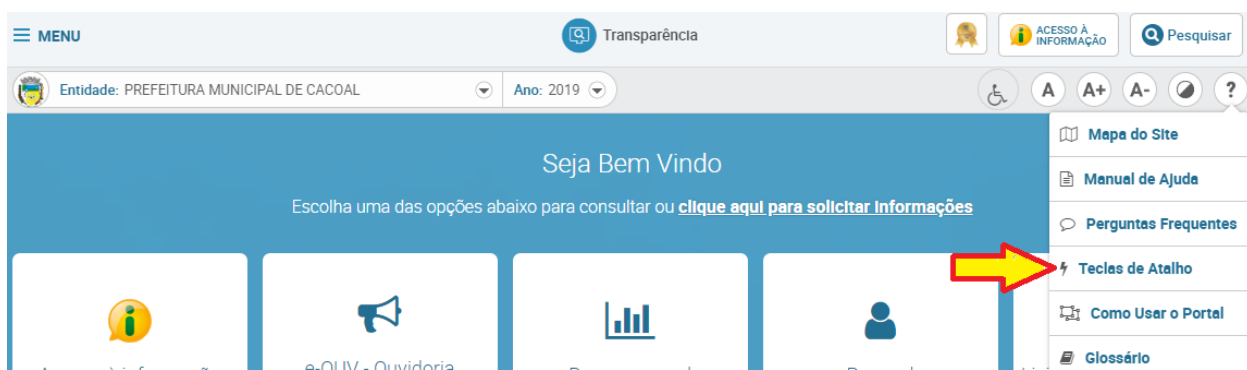 MENU
Transparência
ACESSO À
INFORMAÇÃO
Pesquisar
Entidade: PREFEITURA MUNICIPAL DE CACOAL
Ano: 2019
A
A+
A-
?
Mapa do Site
Seja Bem Vindo
Manual de Ajuda
Escolha uma das opções abaixo para consultar ou clique aqui para solicitar Informações
Perguntas Frequentes
Teclas de Atalho
Como Usar o Portal
Glossário
e-OUV - Ouvidoria